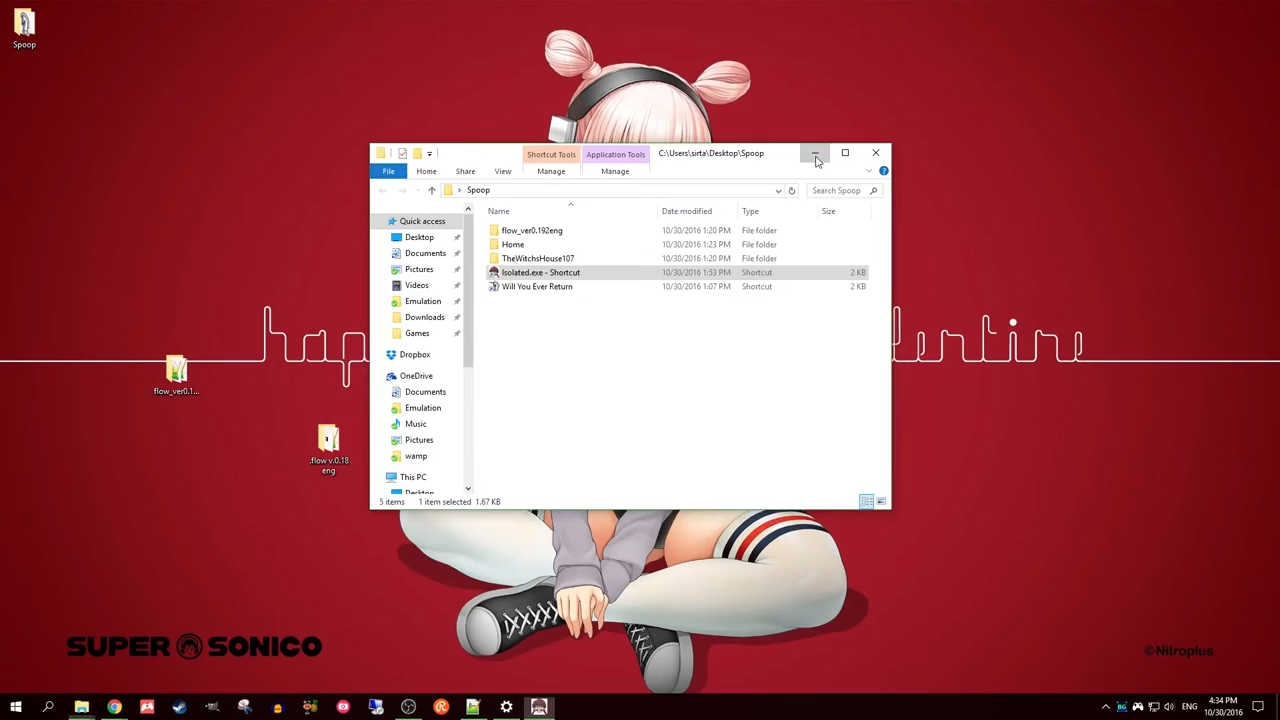 Spoop
Shortcut Tools
Application Tools
C:\Users\sirta\Desktop\Spoop
File
Home
Share
View
Manage
Manage
Spoop
Search Spoop
Name
Date modified
Type
Size
Quick access
Desktop
Documents
Pictures
Videos
Emulation
Downloads
Games
Dropbox
OneDrive
Documents
Emulation
Music
Pictures
wamp
This PC
Desktop
flow_ver0.192eng 10/30/2016 1:20 PM File folder
Home 10/30/2016 1:23 PM File folder
TheWitchsHouse107 10/30/2016 1:20 PM File folder
Isolated.exe - Shortcut 10/30/2016 1:53 PM Shortcut 2 KB
Will You Ever Return 10/30/2016 1:07 PM Shortcut 2 KB
5 items 1 item selected 1.67 KB
flow_ver0.1...
.flow v.0.18
eng
SUPER SONICO
©Nitroplus
ENG
4:34 PM
10/30/2016